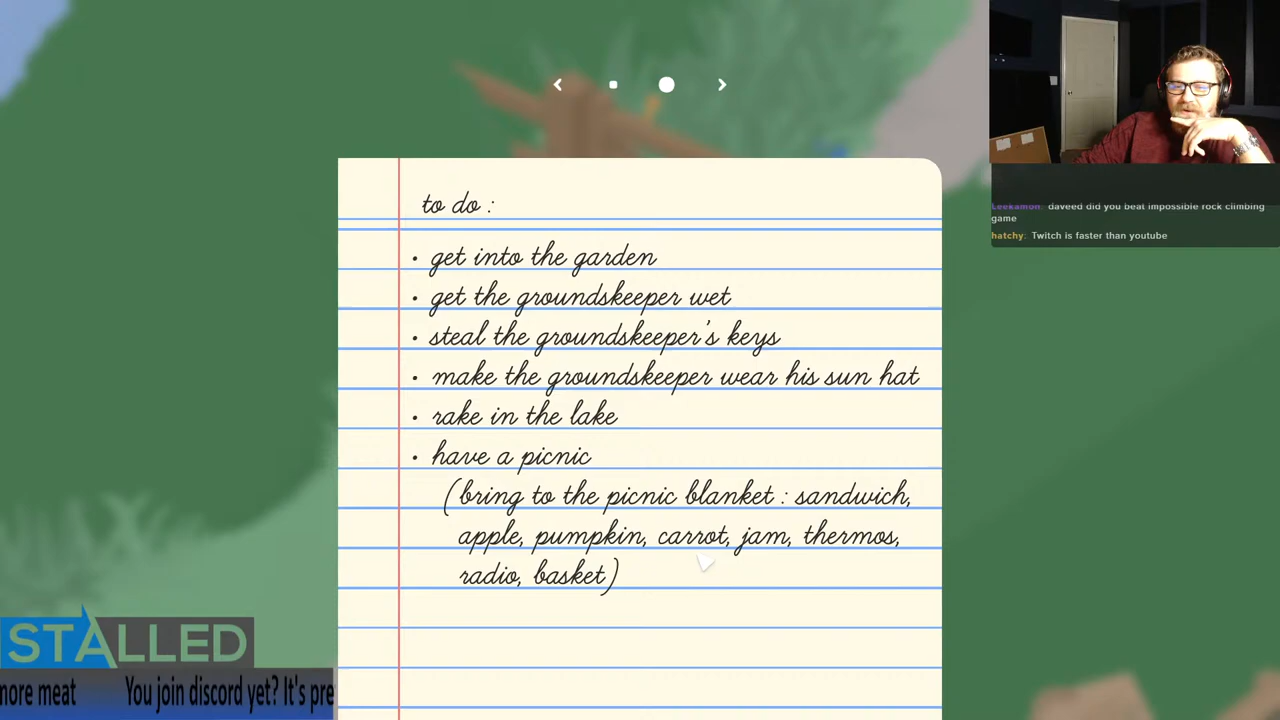 to do :
• get into the garden
• get the groundskeeper wet
• steal the groundskeeper's keys
• make the groundskeeper wear his sun hat
• rake in the lake
• have a picnic
(bring to the picnic blanket : sandwich,
apple, pumpkin, carrot, jam, thermos,
radio, basket)
Leekamon: daveed did you beat impossible rock climbing
game
hatchy: Twitch is faster than youtube
STALLED
more meat You join discord yet? It's pre